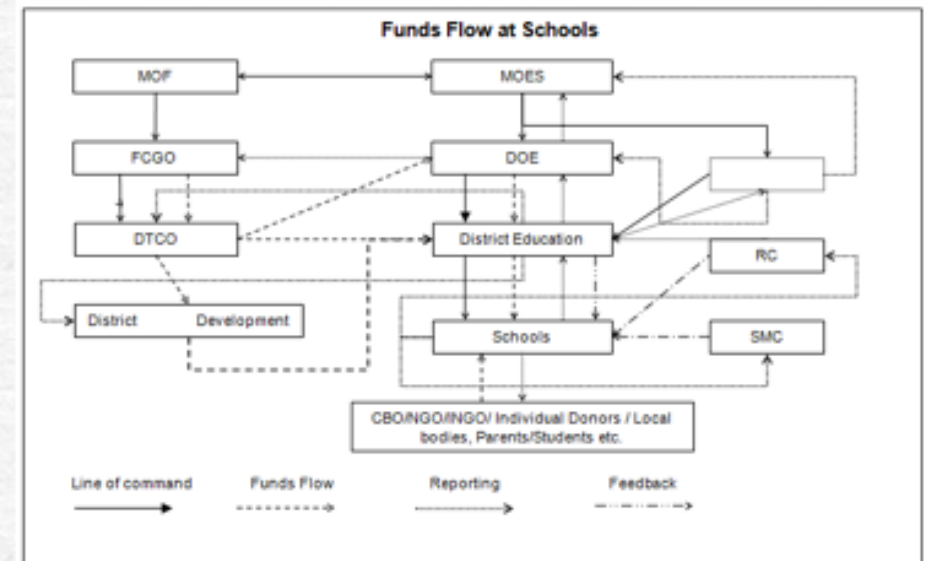 Funds Flow at Schools
MOF MOES
FCGO DOE
DTCO District Education
RC
District Development
Schools SMC
CBO/NGO/INGO/ Individual Donors / Local
bodies, Parents/Students etc.
Line of command Funds Flow Reporting Feedback